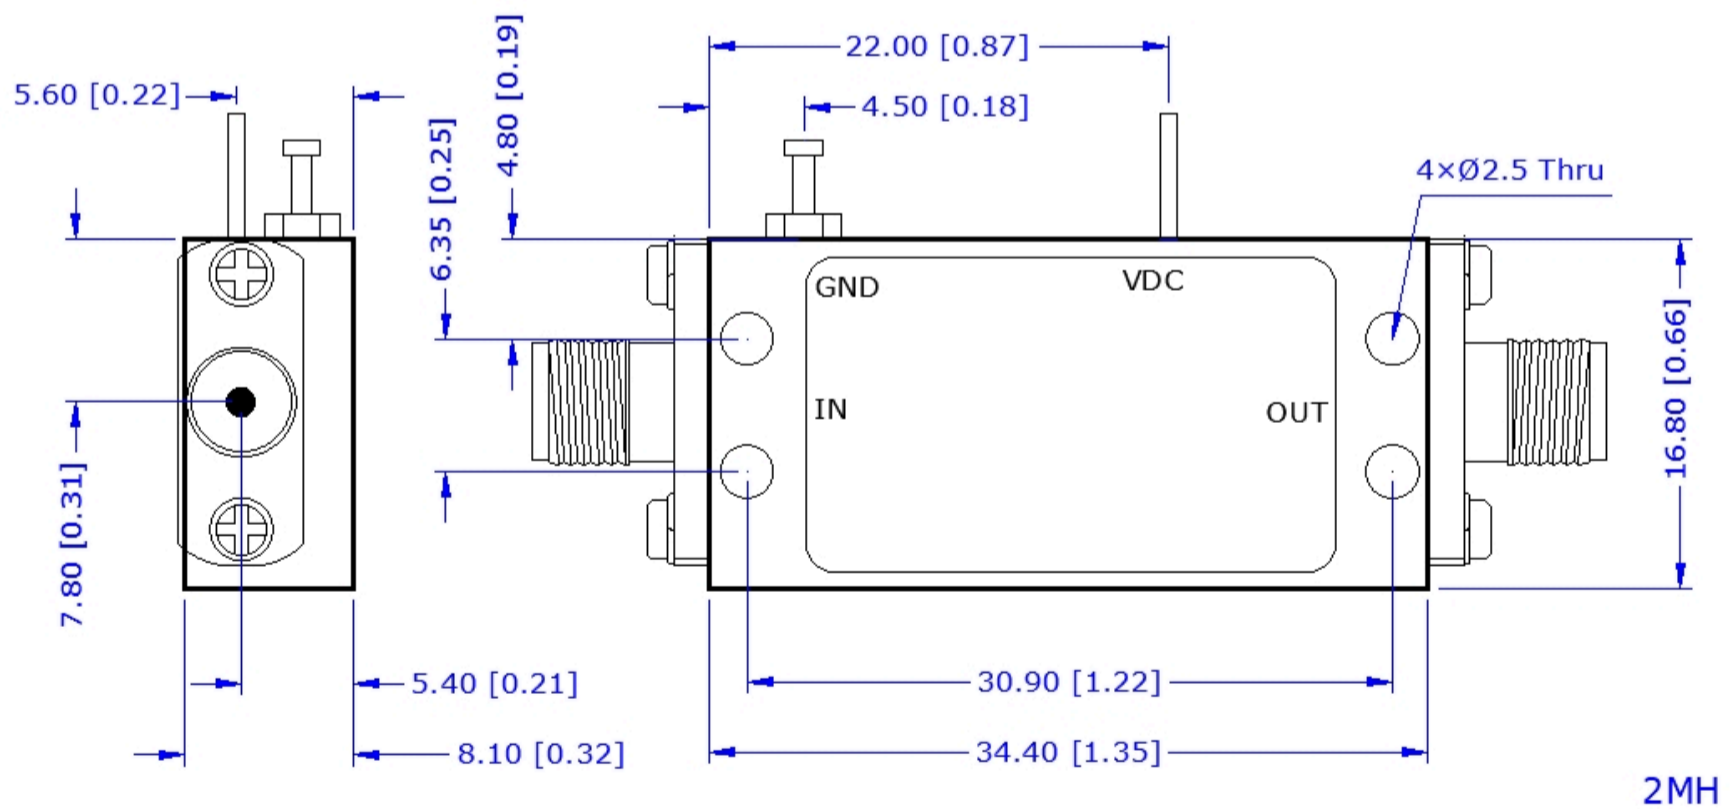 22.00 [0.87]
5.60 [0.22]
4.80 [0.19]
4.50 [0.18]
6.35 [0.25]
4×Ø2.5 Thru
GND
VDC
IN
OUT
16.80 [0.66]
7.80 [0.31]
5.40 [0.21]
30.90 [1.22]
8.10 [0.32]
34.40 [1.35]
2MH